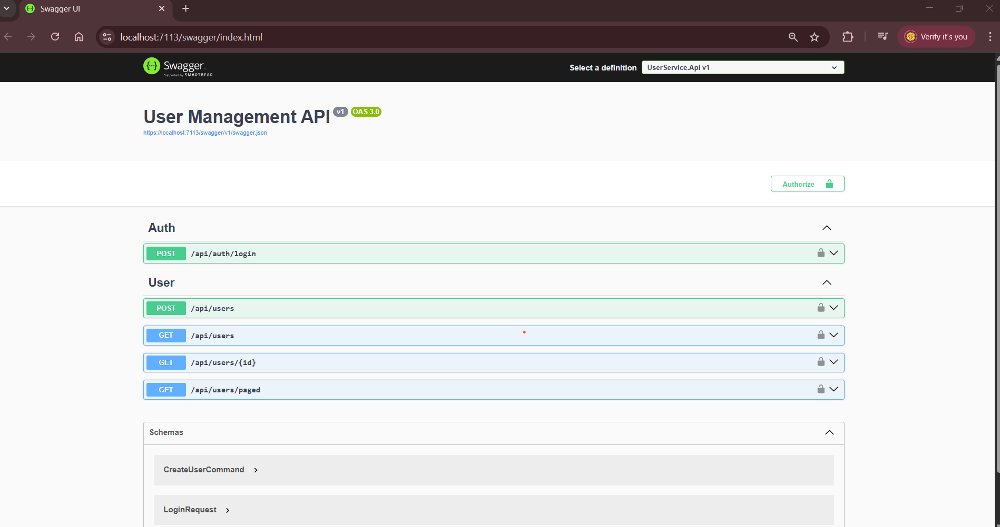 Swagger UI
localhost:7113/swagger/index.html
Verify it's you
Swagger
Supported by SMARTBEAR
Select a definition
UserService.Api v1
User Management API v1 OAS 3.0
https://localhost:7113/swagger/v1/swagger.json
Authorize
Auth
POST /api/auth/login
User
POST /api/users
GET /api/users
GET /api/users/{id}
GET /api/users/paged
Schemas
CreateUserCommand
LoginRequest